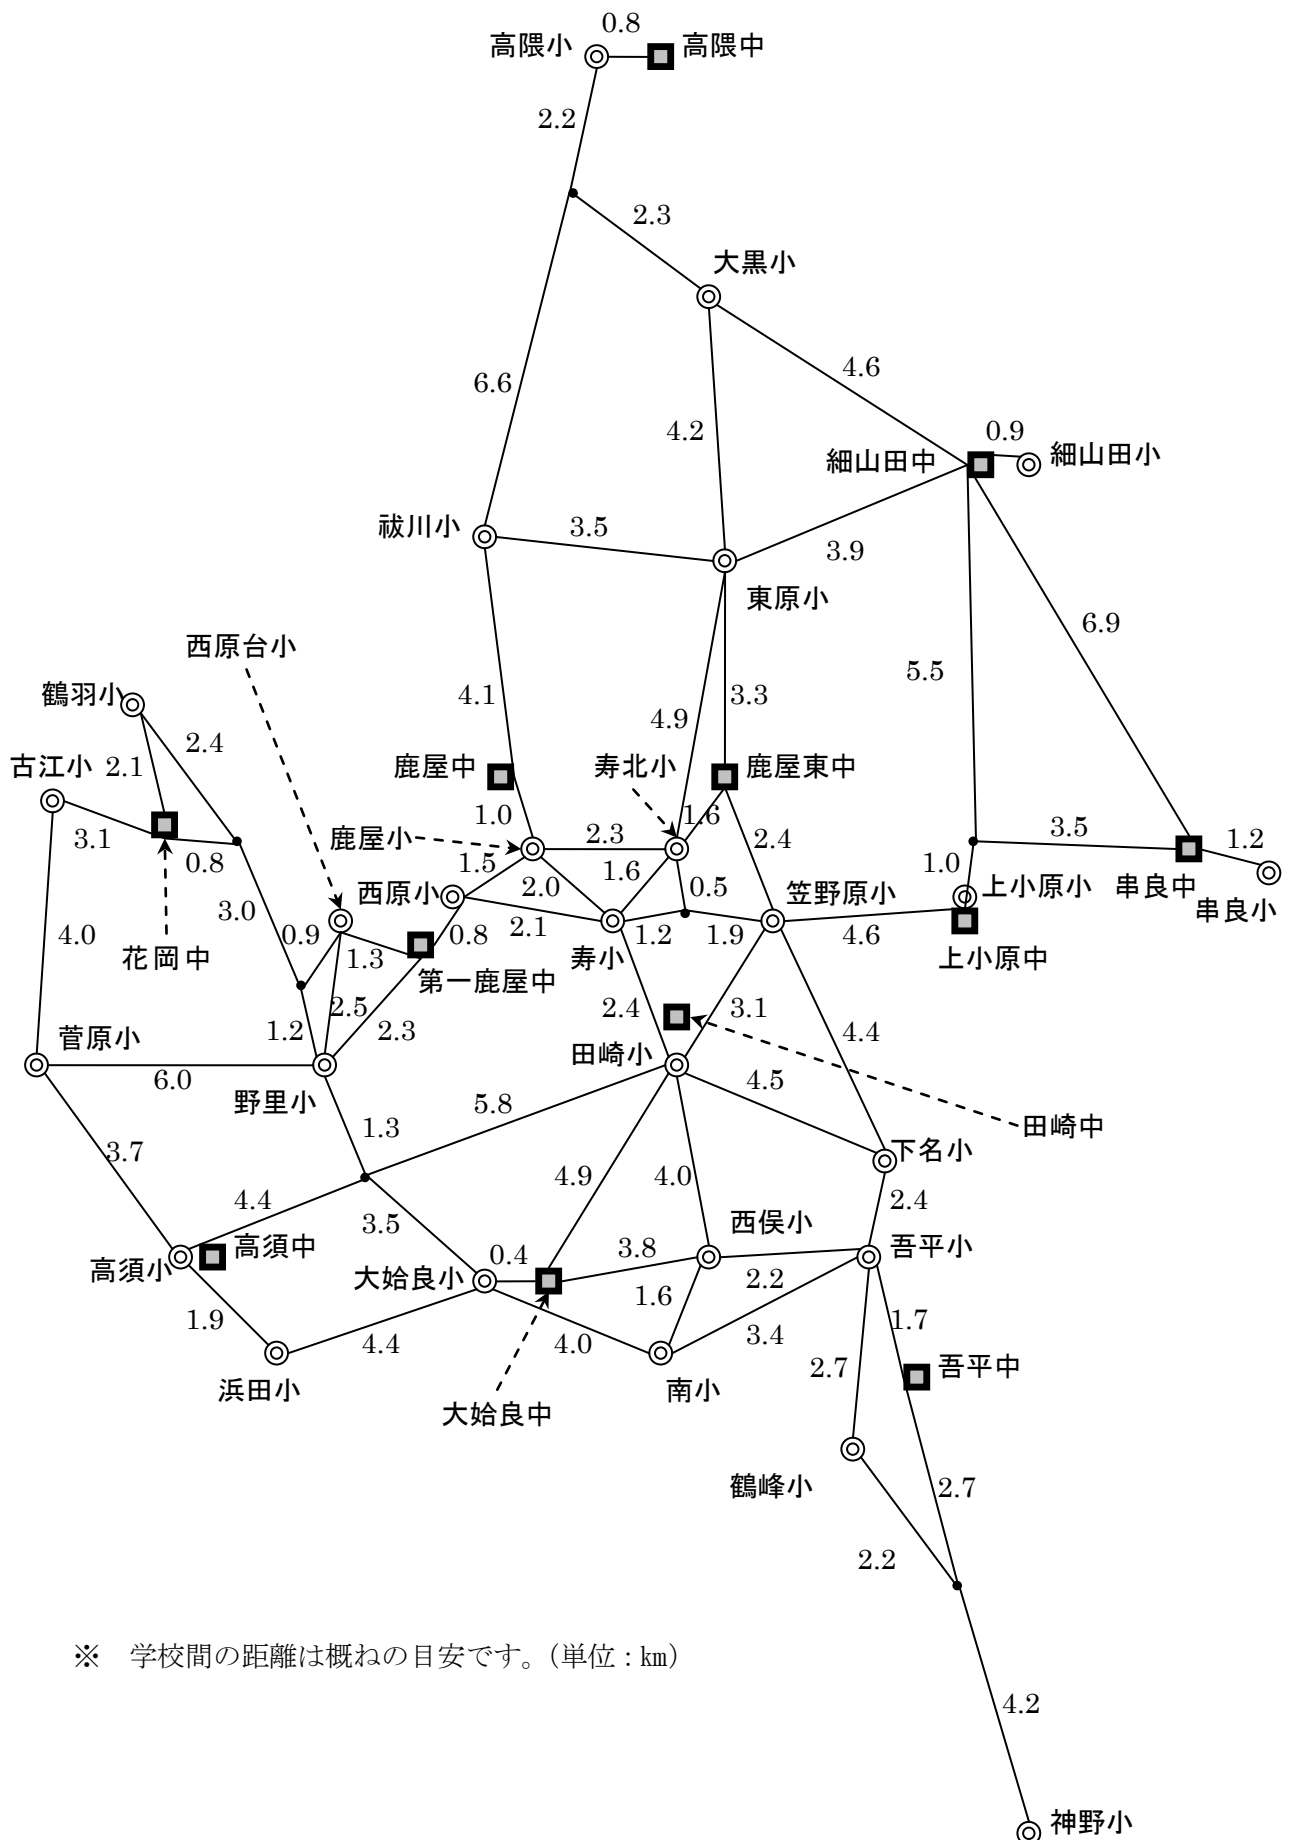 0.8
高隈小
高隈中
2.2
2.3
大黒小
4.6
6.6
4.2
0.9
細山田中
細山田小
祓川小
3.5
3.9
東原小
6.9
西原台小
5.5
鶴羽小
4.1
4.9
3.3
2.4
古江小
2.1
鹿屋中
寿北小
鹿屋東中
1.0
1.6
3.1
鹿屋小
2.3
2.4
3.5
1.2
0.8
1.5
1.6
1.0
西原小
2.0
0.5
笠野原小
上小原小
串良中
串良小
3.0
0.9
0.8
2.1
1.2
1.9
4.6
4.0
花岡中
1.3
寿小
上小原中
第一鹿屋中
2.5
2.4
3.1
1.2
2.3
4.4
菅原小
田崎小
6.0
野里小
5.8
4.5
1.3
田崎中
3.7
下名小
4.9
4.0
4.4
3.5
西俣小
2.4
高須中
高須小
0.4
3.8
吾平小
大姶良小
2.2
1.6
1.9
4.4
4.0
3.4
1.7
浜田小
南小
2.7
吾平中
大姶良中
鶴峰小
2.7
2.2
※ 学校間の距離は概ねの目安です。(単位:㎞)
4.2
神野小